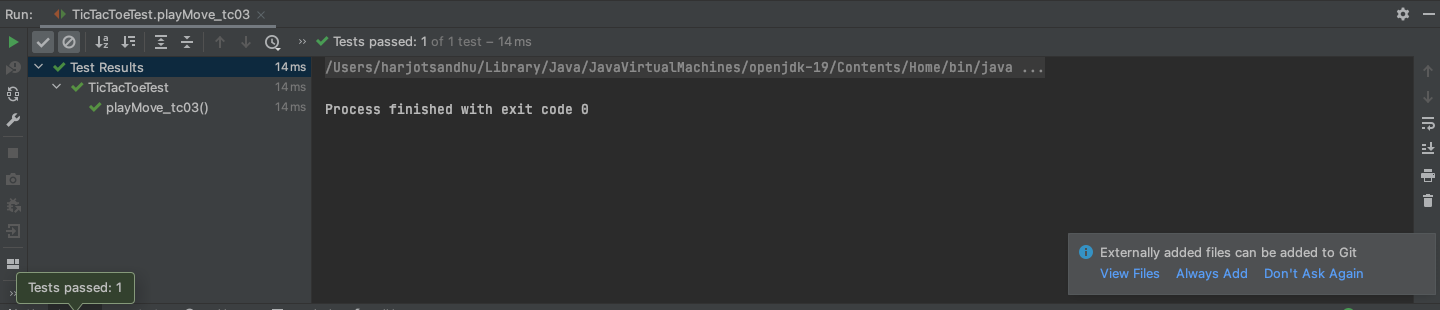 Run: TicTacToeTest.playMove_tc03
Tests passed: 1 of 1 test – 14 ms
Test Results 14 ms
TicTacToeTest 14 ms
playMove_tc03() 14 ms
/Users/harjotsandhu/Library/Java/JavaVirtualMachines/openjdk-19/Contents/Home/bin/java ...
Process finished with exit code 0
Externally added files can be added to Git
View Files Always Add Don't Ask Again
Tests passed: 1